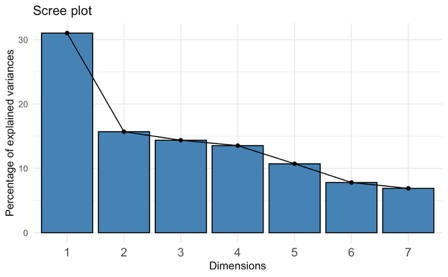 Scree plot
Percentage of explained variances
30
20
10
0
1 2 3 4 5 6 7
Dimensions